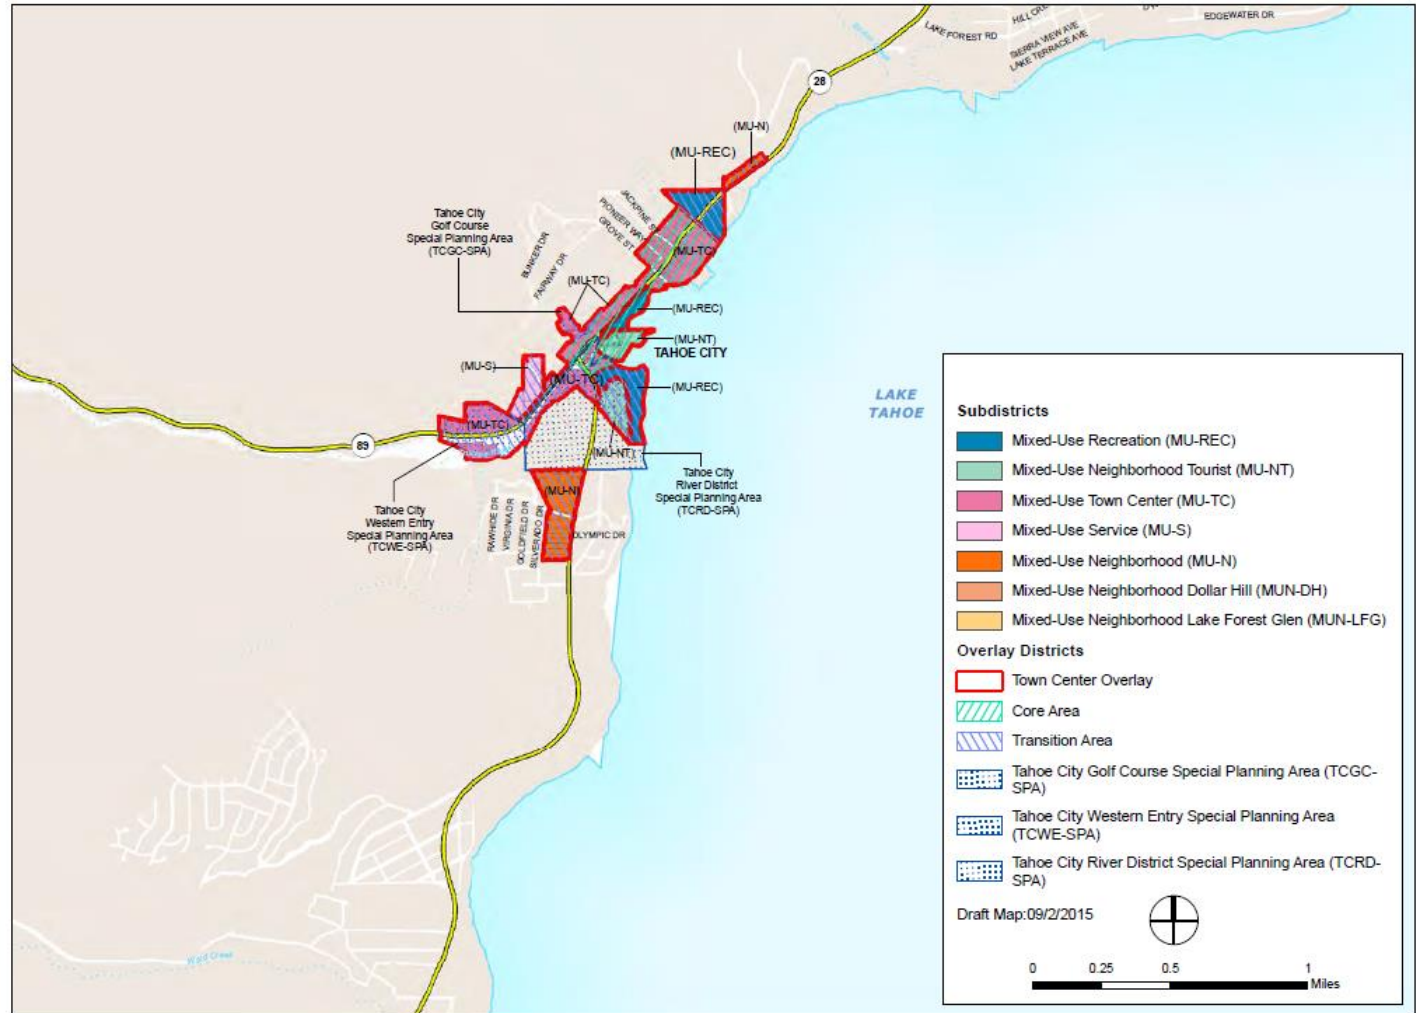 HILL CRE
EDGEWATER DR
LAKE FOREST RD
TAERRA VIEW AVE
LAKE TERRACE AVE
28
(MU-N)
(MU-REC)
JACKPINE ST
PIONEER WAY
GROVE ST
Tahoe City
Golf Course
Special Planning Area
(TCGC-SPA)
BUNKER DR
FAIRWAY DR
(MU-TC)
(MU-TC)
(MU-REC)
(MU-NT)
TAHOE CITY
(MU-S)
(MU-TC)
(MU-REC)
LAKE
TAHOE
(MU-TC)
89
(MU-NT)
Tahoe City
River District
Special Planning Area
(TCRD-SPA)
(MU-N)
Tahoe City
Western Entry
Special Planning Area
(TCWE-SPA)
RAWHIDE DR
VIRGINIA DR
GOLDFIELD DR
SILVERADO DR
OLYMPIC DR
Ward Creek
Subdistricts
Mixed-Use Recreation (MU-REC)
Mixed-Use Neighborhood Tourist (MU-NT)
Mixed-Use Town Center (MU-TC)
Mixed-Use Service (MU-S)
Mixed-Use Neighborhood (MU-N)
Mixed-Use Neighborhood Dollar Hill (MUN-DH)
Mixed-Use Neighborhood Lake Forest Glen (MUN-LFG)
Overlay Districts
Town Center Overlay
Core Area
Transition Area
Tahoe City Golf Course Special Planning Area (TCGC-
SPA)
Tahoe City Western Entry Special Planning Area
(TCWE-SPA)
Tahoe City River District Special Planning Area (TCRD-
SPA)
Draft Map:09/2/2015
0 0.25 0.5 1
Miles